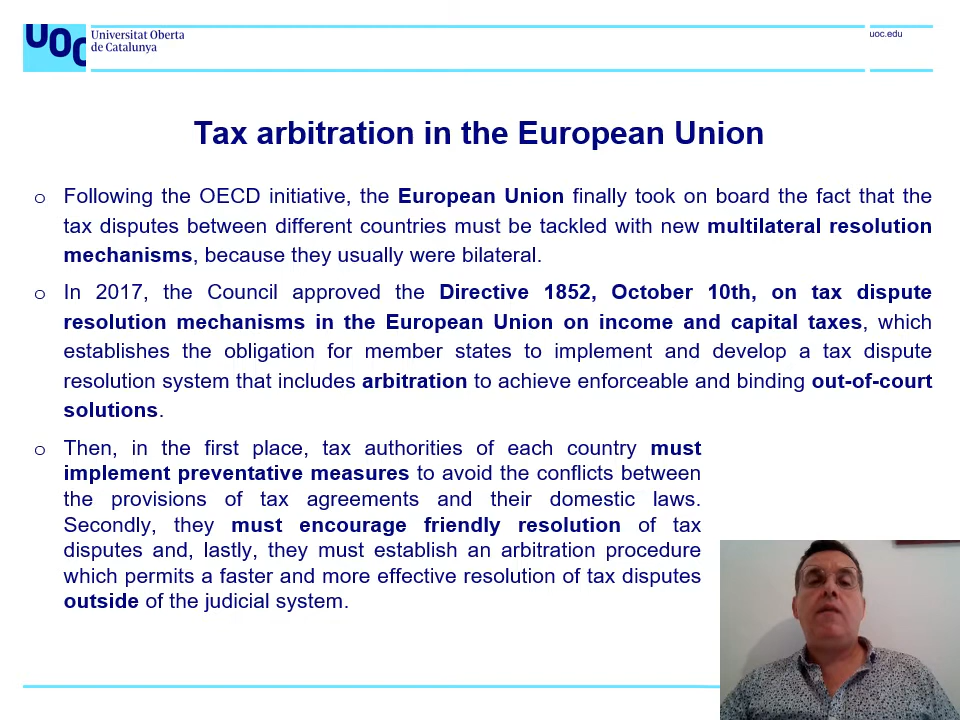 UOC
Universitat Oberta
de Catalunya
uoc.edu
Tax arbitration in the European Union
o Following the OECD initiative, the European Union finally took on board the fact that the
tax disputes between different countries must be tackled with new multilateral resolution
mechanisms, because they usually were bilateral.
o In 2017, the Council approved the Directive 1852, October 10th, on tax dispute
resolution mechanisms in the European Union on income and capital taxes, which
establishes the obligation for member states to implement and develop a tax dispute
resolution system that includes arbitration to achieve enforceable and binding out-of-court
solutions.
o Then, in the first place, tax authorities of each country must
implement preventative measures to avoid the conflicts between
the provisions of tax agreements and their domestic laws.
Secondly, they must encourage friendly resolution of tax
disputes and, lastly, they must establish an arbitration procedure
which permits a faster and more effective resolution of tax disputes
outside of the judicial system.